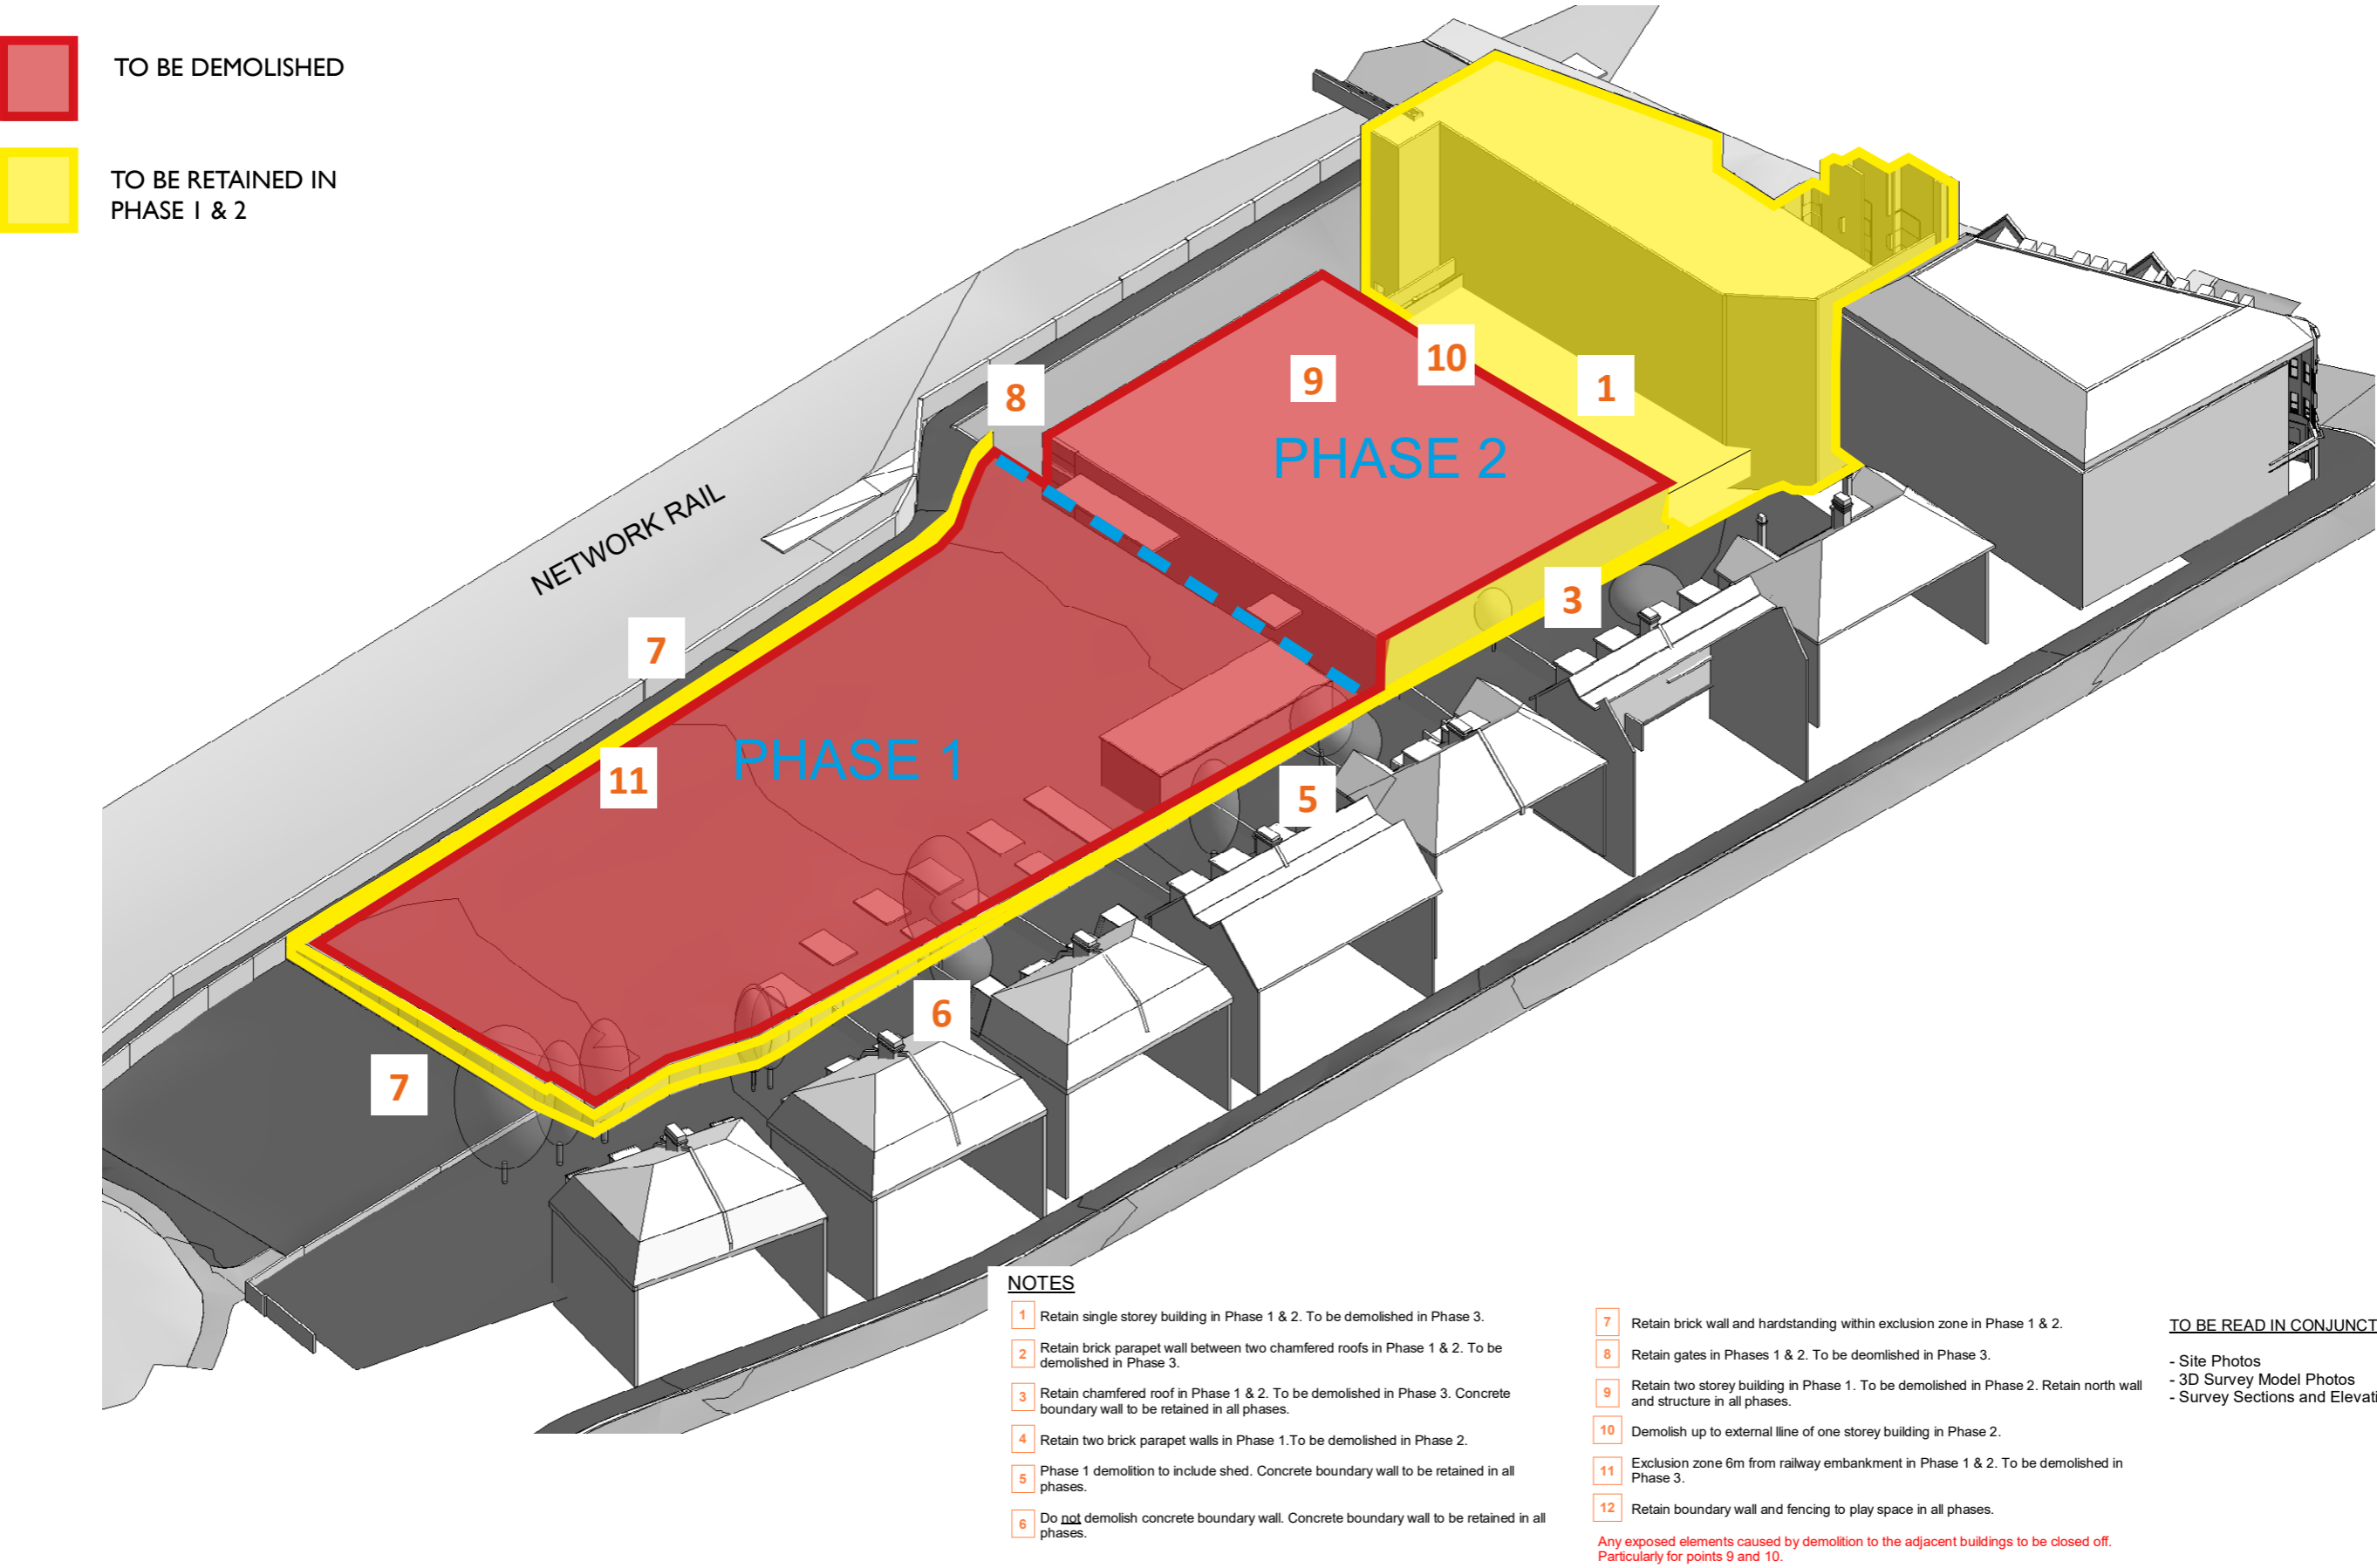 TO BE DEMOLISHED
TO BE RETAINED IN
PHASE 1 & 2
NETWORK RAIL
8
9
10
1
PHASE 2
3
7
11
PHASE 1
5
6
7
NOTES
1 Retain single storey building in Phase 1 & 2. To be demolished in Phase 3.
2 Retain brick parapet wall between two chamfered roofs in Phase 1 & 2. To be
demolished in Phase 3.
3 Retain chamfered roof in Phase 1 & 2. To be demolished in Phase 3. Concrete
boundary wall to be retained in all phases.
4 Retain two brick parapet walls in Phase 1.To be demolished in Phase 2.
5 Phase 1 demolition to include shed. Concrete boundary wall to be retained in all
phases.
6 Do not demolish concrete boundary wall. Concrete boundary wall to be retained in all
phases.
7 Retain brick wall and hardstanding within exclusion zone in Phase 1 & 2.
8 Retain gates in Phases 1 & 2. To be deomlished in Phase 3.
9 Retain two storey building in Phase 1. To be demolished in Phase 2. Retain north wall
and structure in all phases.
10 Demolish up to external lline of one storey building in Phase 2.
11 Exclusion zone 6m from railway embankment in Phase 1 & 2. To be demolished in
Phase 3.
12 Retain boundary wall and fencing to play space in all phases.
Any exposed elements caused by demolition to the adjacent buildings to be closed off.
Particularly for points 9 and 10.
TO BE READ IN CONJUNCT
- Site Photos
- 3D Survey Model Photos
- Survey Sections and Elevati